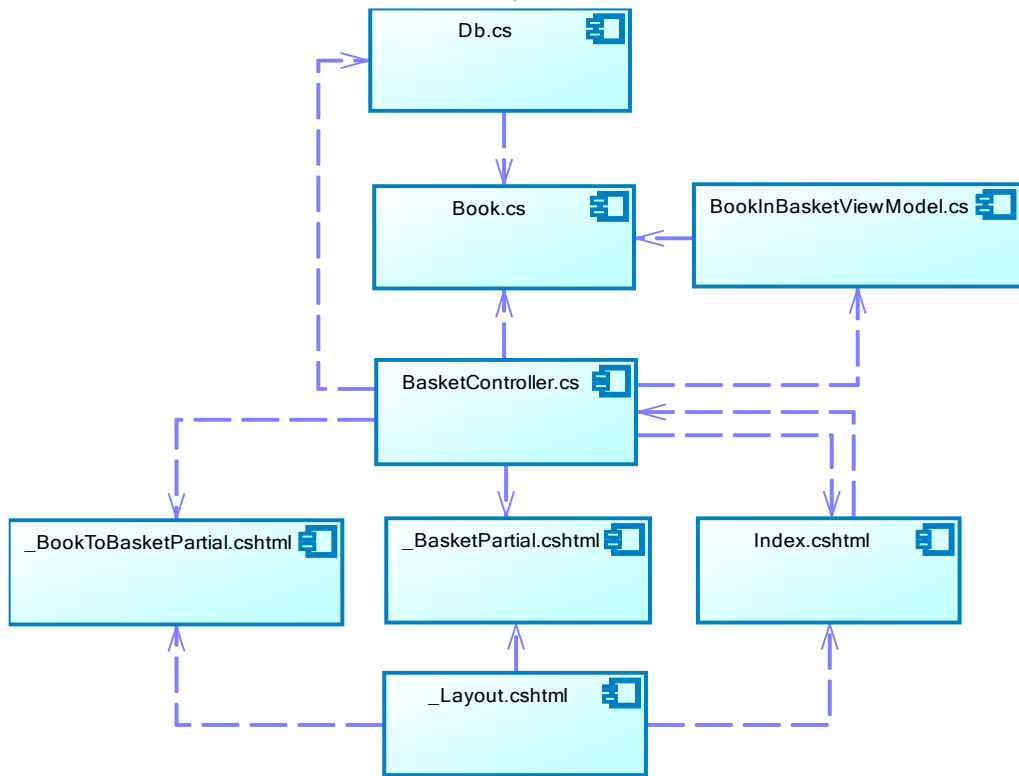 Db.cs
Book.cs
BookInBasketViewModel.cs
BasketController.cs
_BookToBasketPartial.cshtml
_BasketPartial.cshtml
Index.cshtml
_Layout.cshtml